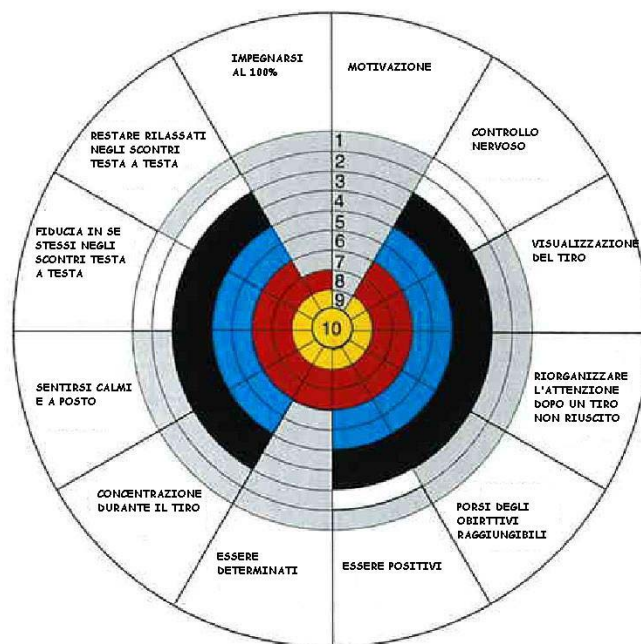 IMPEGNARSI
AL 100%
MOTIVAZIONE
CONTROLLO
NERVOSO
VISUALIZZAZIONE
DEL TIRO
RIORGANIZZARE
L'ATTENZIONE
DOPO UN TIRO
NON RIUSCITO
PORSI DEGLI
OBIRTTIVI
RAGGIUNGIBILI
ESSERE POSITIVI
ESSERE
DETERMINATI
CONCENTRAZIONE
DURANTE IL TIRO
SENTIRSI CALMI
E A POSTO
FIDUCIA IN SE
STESSI NEGLI
SCONTRI TESTA
A TESTA
RESTARE RILASSATI
NEGLI SCONTRI
TESTA A TESTA
1
2
3
4
5
6
7
8
9
10